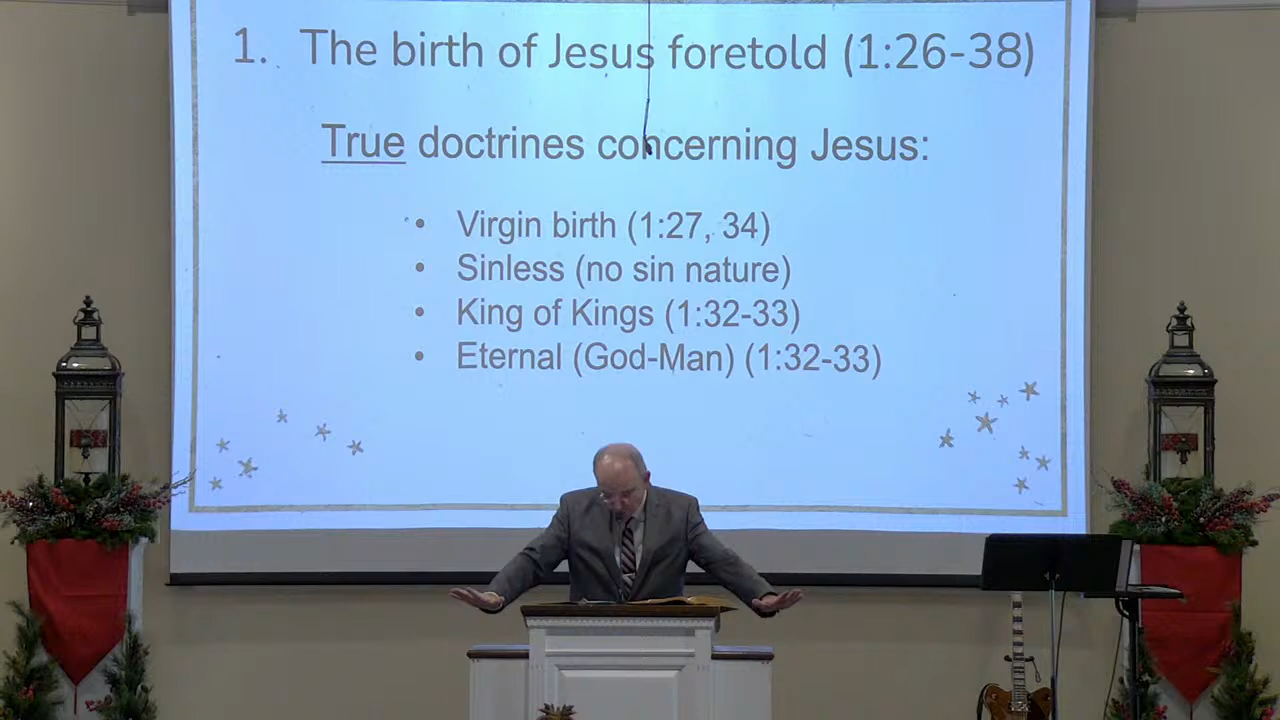 1. The birth of Jesus foretold (1:26-38)
True doctrines concerning Jesus:
• Virgin birth (1:27, 34)
• Sinless (no sin nature)
• King of Kings (1:32-33)
• Eternal (God-Man) (1:32-33)